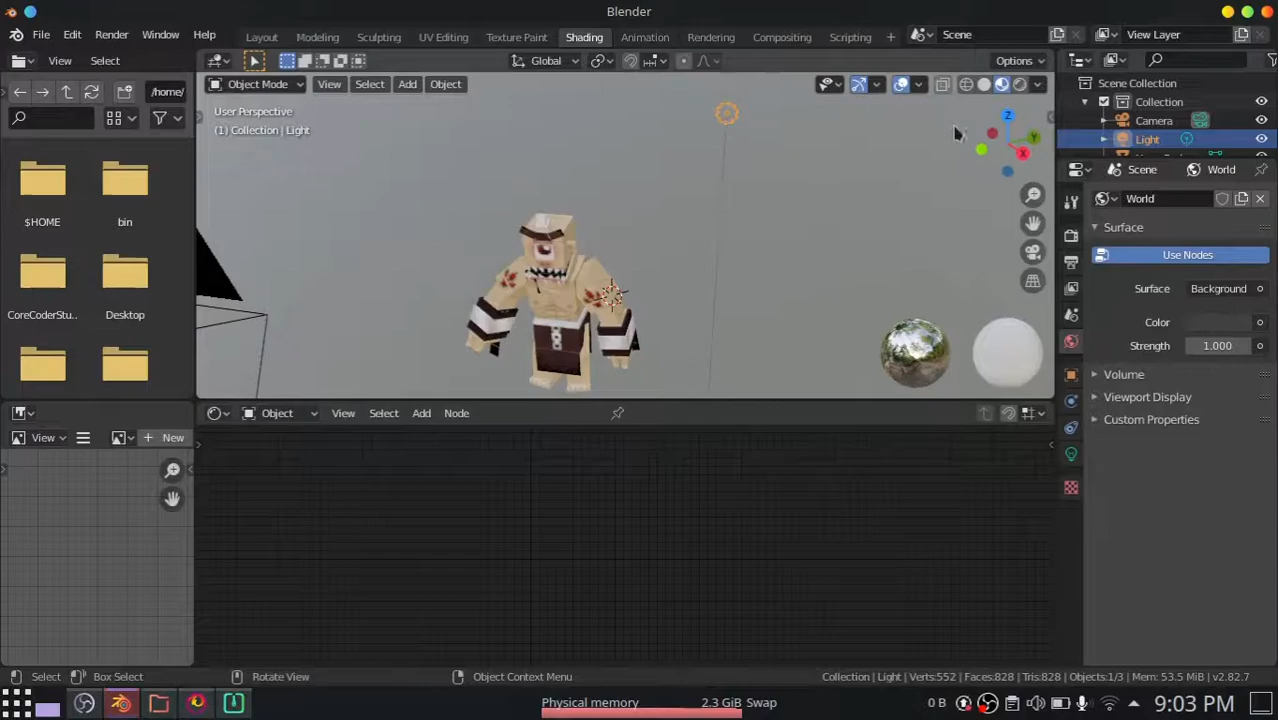 Blender
File Edit Render Window Help
Layout Modeling Sculpting UV Editing Texture Paint Shading Animation Rendering Compositing Scripting
Scene
View Layer
View Select
Global
Options
/home/
Object Mode View Select Add Object
User Perspective
(1) Collection | Light
Z
Y
X
$HOME
bin
CoreCoderStu...
Desktop
Scene Collection
Collection
Camera
Light
Scene
World
World
Surface
Use Nodes
Surface
Background
Color
Strength
1.000
Volume
Viewport Display
Custom Properties
Object View Select Add Node
View
New
Select
Box Select
Rotate View
Object Context Menu
Collection | Light | Verts:552 | Faces:828 | Tris:828 | Objects:1/3 | Mem: 53.5 MiB | v2.82.7
Physical memory
2.3 GiB Swap
0 B
9:03 PM